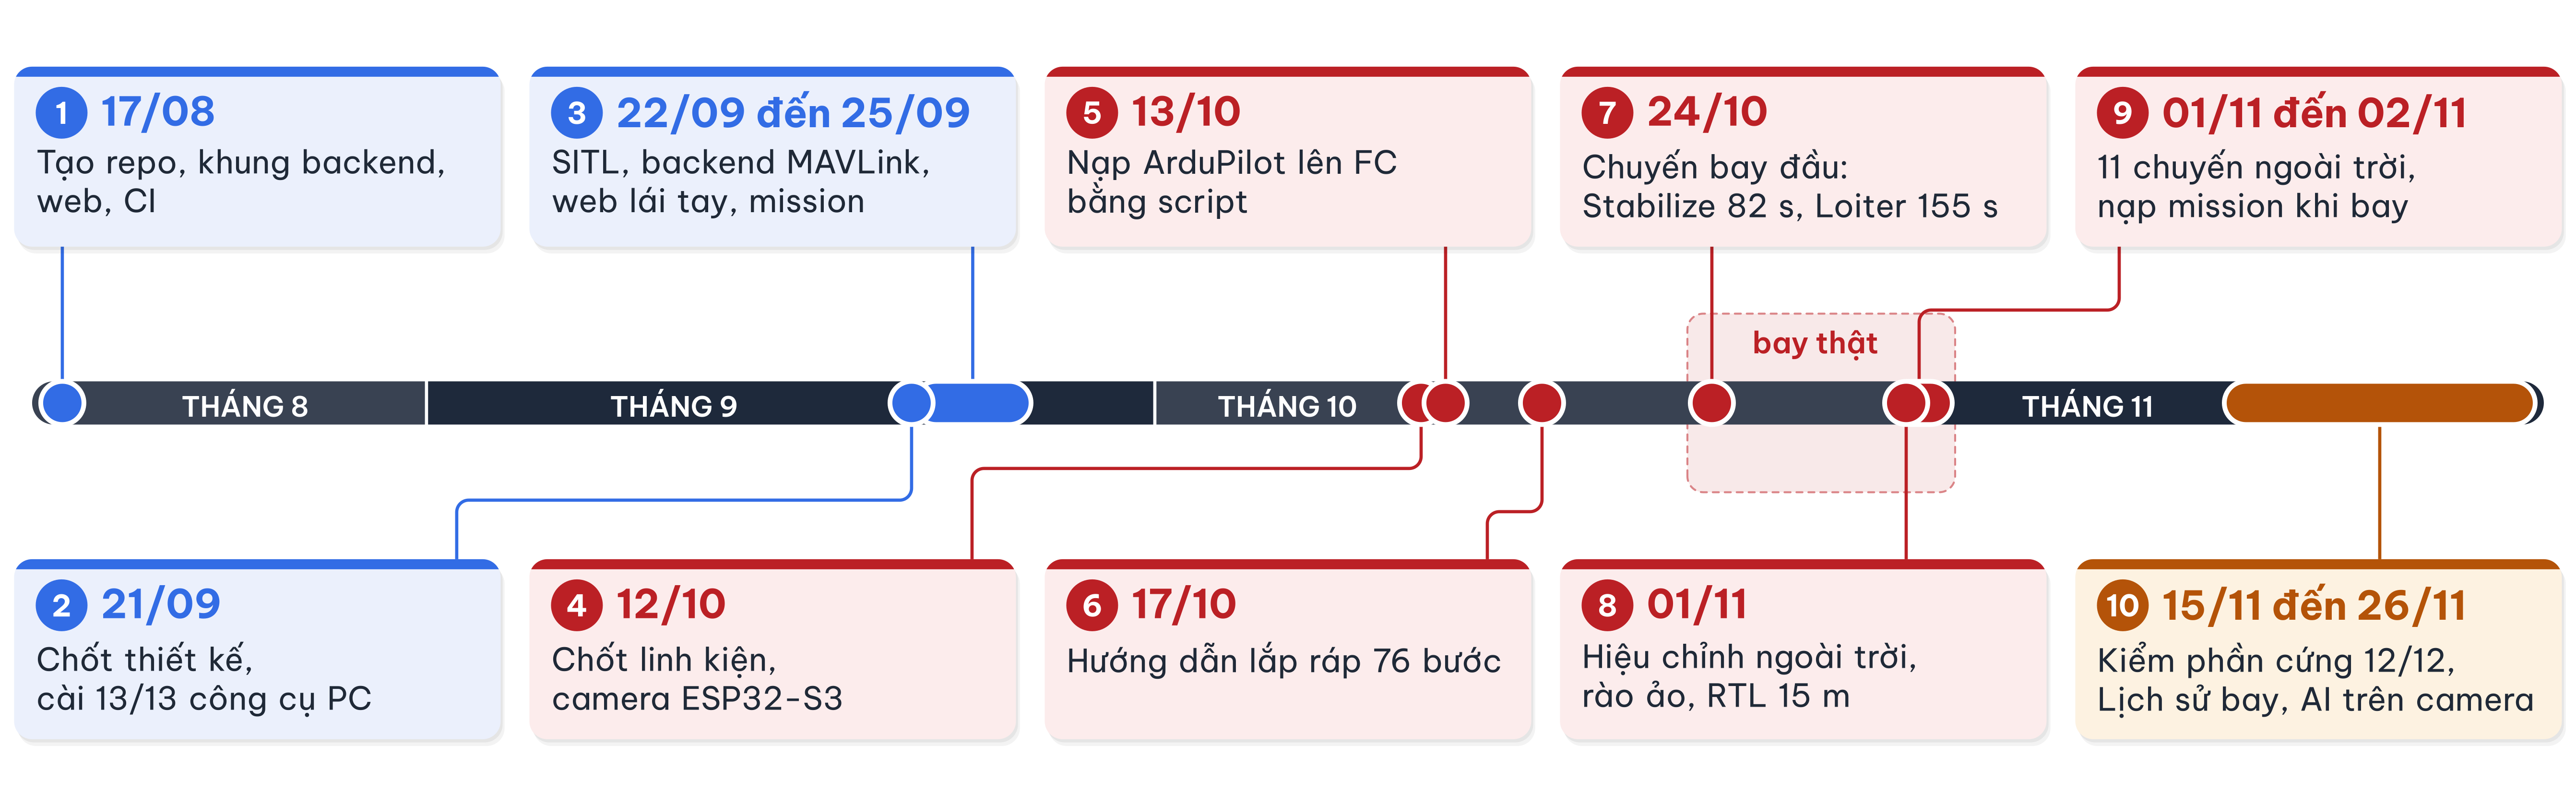 1 17/08
Tạo repo, khung backend,
web, CI
3 22/09 đến 25/09
SITL, backend MAVLink,
web lái tay, mission
5 13/10
Nạp ArduPilot lên FC
bằng script
7 24/10
Chuyến bay đầu:
Stabilize 82 s, Loiter 155 s
9 01/11 đến 02/11
11 chuyến ngoài trời,
nạp mission khi bay
bay thật
THÁNG 8 THÁNG 9 THÁNG 10 THÁNG 11
2 21/09
Chốt thiết kế,
cài 13/13 công cụ PC
4 12/10
Chốt linh kiện,
camera ESP32-S3
6 17/10
Hướng dẫn lắp ráp 76 bước
8 01/11
Hiệu chỉnh ngoài trời,
rào ảo, RTL 15 m
10 15/11 đến 26/11
Kiểm phần cứng 12/12,
Lịch sử bay, AI trên camera